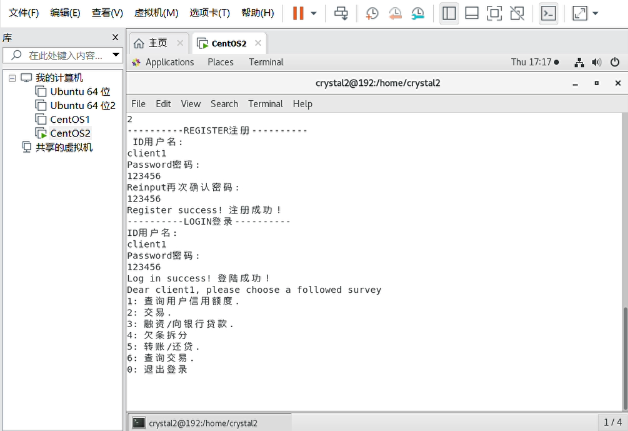 文件(F) 编辑(E) 查看(V) 虚拟机(M) 选项卡(T) 帮助(H)
库
在此处键入内容...
我的计算机
Ubuntu 64 位
Ubuntu 64 位2
CentOS1
CentOS2
共享的虚拟机
主页 CentOS2
Applications Places Terminal Thu 17:17
crystal2@192:/home/crystal2
File Edit View Search Terminal Help
2
----------REGISTER注册----------
ID用户名：
client1
Password密码：
123456
Reinput再次确认密码：
123456
Register success! 注册成功！
----------LOGIN登录----------
ID用户名：
client1
Password密码：
123456
Log in success! 登陆成功！
Dear client1, please choose a followed survey
1: 查询用户信用额度.
2: 交易.
3: 融资/向银行贷款.
4: 欠条拆分
5: 转账/还贷.
6: 查询交易.
0: 退出登录
crystal2@192:/home/crystal2 1 / 4